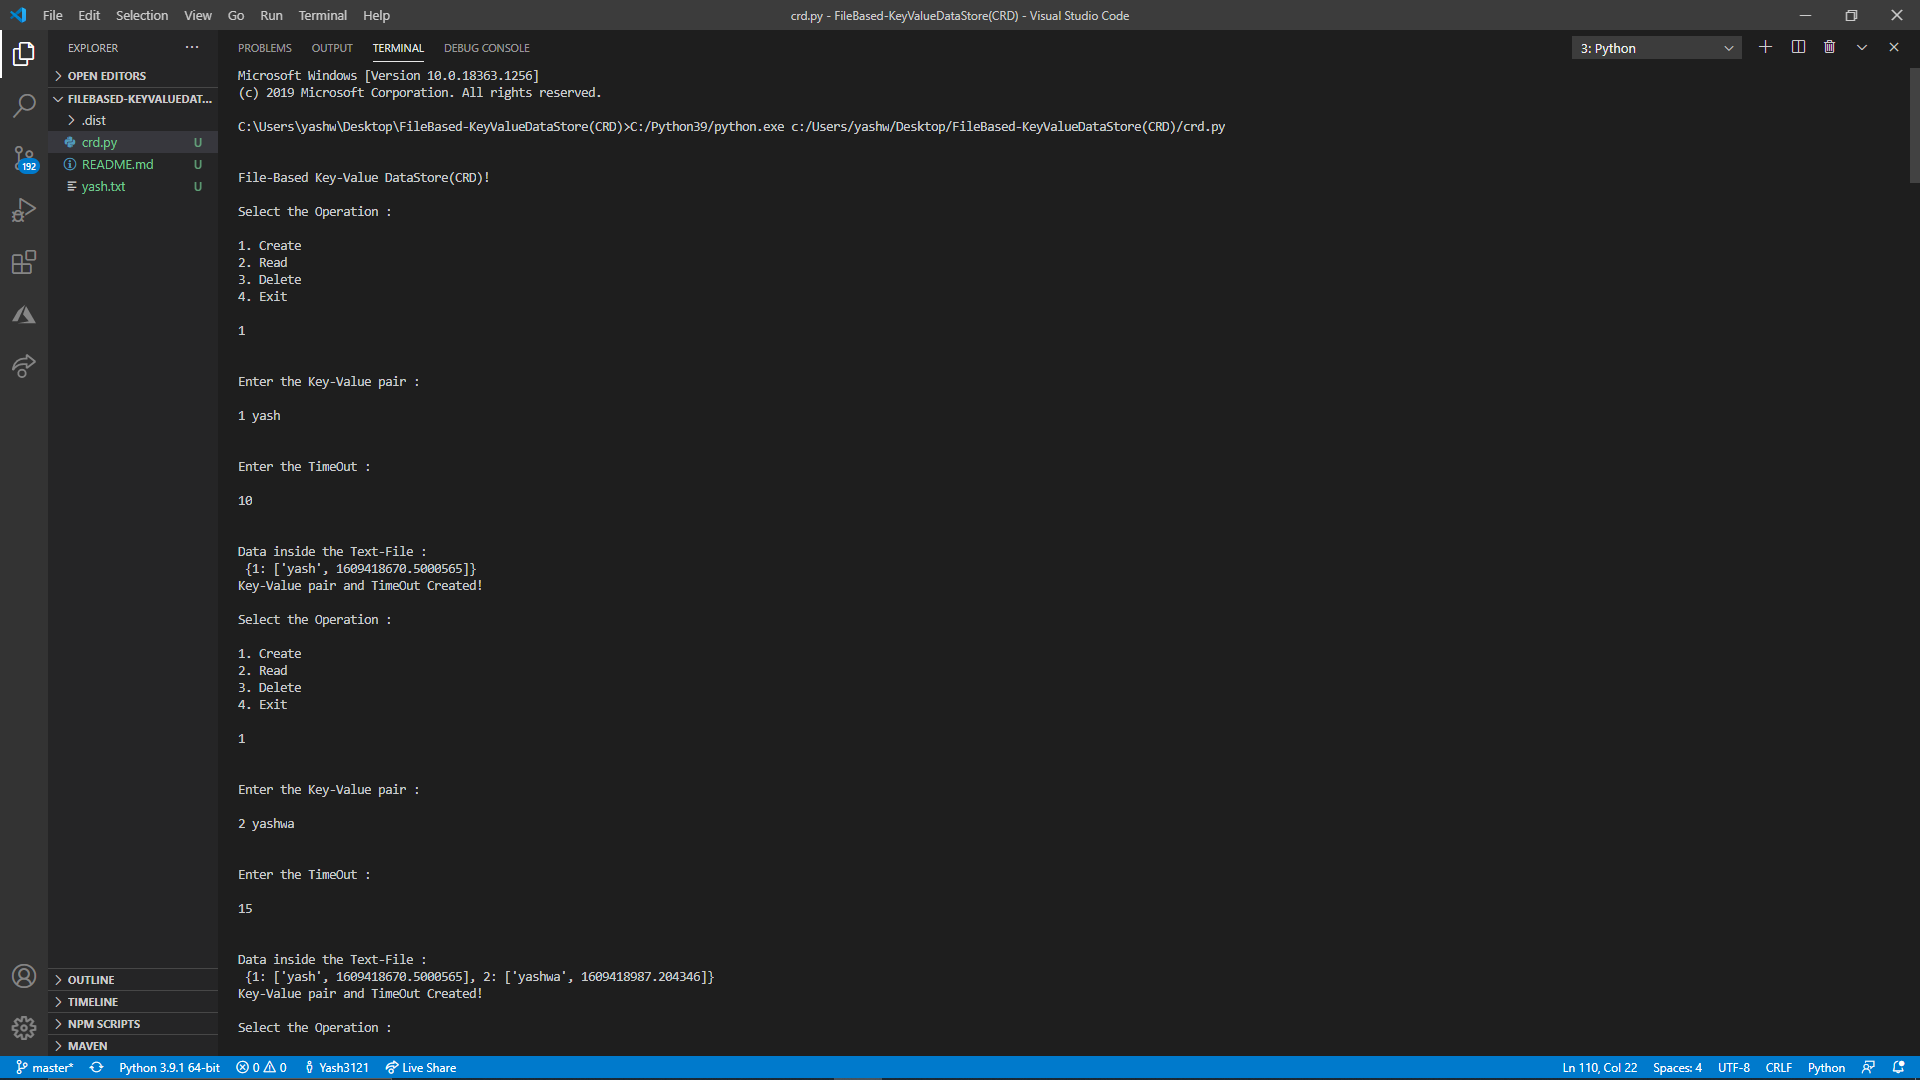 File Edit Selection View Go Run Terminal Help
crd.py - FileBased-KeyValueDataStore(CRD) - Visual Studio Code
EXPLORER
OPEN EDITORS
FILEBASED-KEYVALUEDAT...
.dist
crd.py U
README.md U
yash.txt U
192
OUTLINE
TIMELINE
NPM SCRIPTS
MAVEN
PROBLEMS OUTPUT TERMINAL DEBUG CONSOLE
3: Python
Microsoft Windows [Version 10.0.18363.1256]
(c) 2019 Microsoft Corporation. All rights reserved.
C:\Users\yashw\Desktop\FileBased-KeyValueDataStore(CRD)>C:/Python39/python.exe c:/Users/yashw/Desktop/FileBased-KeyValueDataStore(CRD)/crd.py
File-Based Key-Value DataStore(CRD)!
Select the Operation :
1. Create
2. Read
3. Delete
4. Exit
1
Enter the Key-Value pair :
1 yash
Enter the TimeOut :
10
Data inside the Text-File :
{1: ['yash', 1609418670.5000565]}
Key-Value pair and TimeOut Created!
Select the Operation :
1. Create
2. Read
3. Delete
4. Exit
1
Enter the Key-Value pair :
2 yashwa
Enter the TimeOut :
15
Data inside the Text-File :
{1: ['yash', 1609418670.5000565], 2: ['yashwa', 1609418987.204346]}
Key-Value pair and TimeOut Created!
Select the Operation :
master* Python 3.9.1 64-bit 0 0 Yash3121 Live Share
Ln 110, Col 22 Spaces: 4 UTF-8 CRLF Python